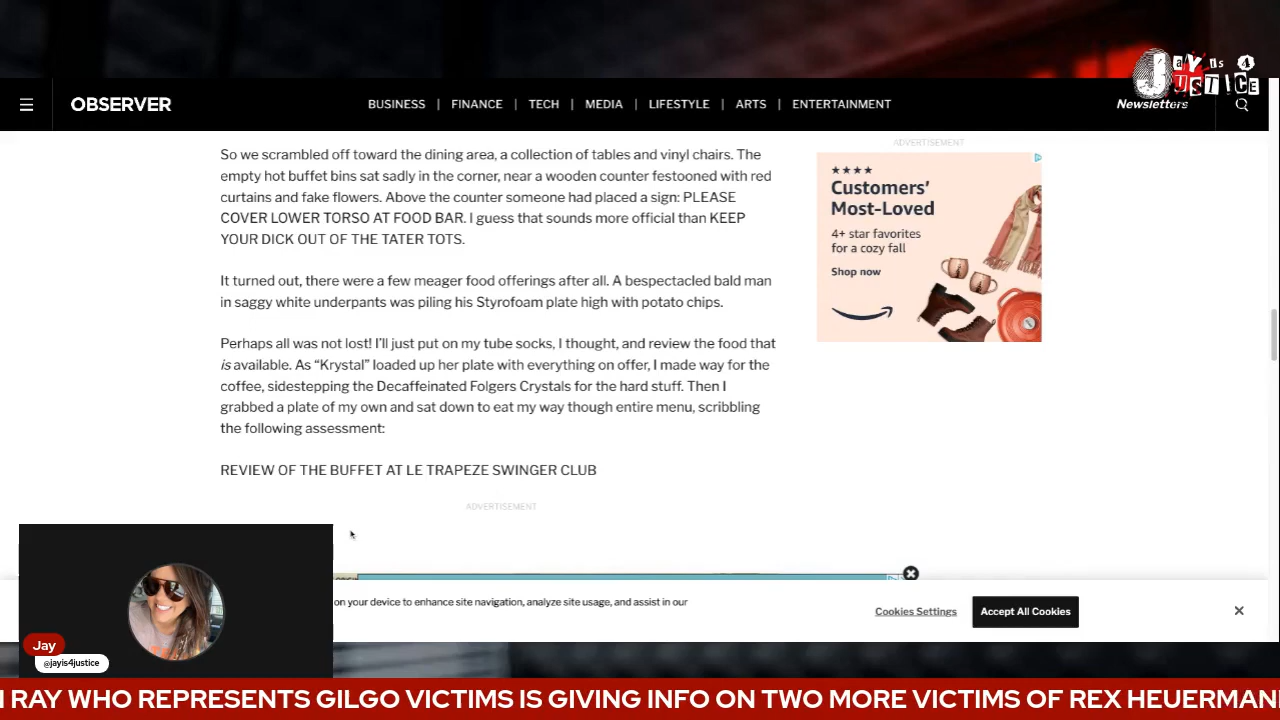 Jay is 4
JUSTICE
OBSERVER
BUSINESS | FINANCE | TECH | MEDIA | LIFESTYLE | ARTS | ENTERTAINMENT
Newsletters
ADVERTISEMENT
So we scrambled off toward the dining area, a collection of tables and vinyl chairs. The
empty hot buffet bins sat sadly in the corner, near a wooden counter festooned with red
curtains and fake flowers. Above the counter someone had placed a sign: PLEASE
COVER LOWER TORSO AT FOOD BAR. I guess that sounds more official than KEEP
YOUR DICK OUT OF THE TATER TOTS.
It turned out, there were a few meager food offerings after all. A bespectacled bald man
in saggy white underpants was piling his Styrofoam plate high with potato chips.
Perhaps all was not lost! I'll just put on my tube socks, I thought, and review the food that
is available. As “Krystal” loaded up her plate with everything on offer, I made way for the
coffee, sidestepping the Decaffeinated Folgers Crystals for the hard stuff. Then I
grabbed a plate of my own and sat down to eat my way though entire menu, scribbling
the following assessment:
REVIEW OF THE BUFFET AT LE TRAPEZE SWINGER CLUB
ADVERTISEMENT
Customers'
Most-Loved
4+ star favorites
for a cozy fall
Shop now
on your device to enhance site navigation, analyze site usage, and assist in our
Cookies Settings
Accept All Cookies
Jay
@jayis4justice
I RAY WHO REPRESENTS GILGO VICTIMS IS GIVING INFO ON TWO MORE VICTIMS OF REX HEUERMAN